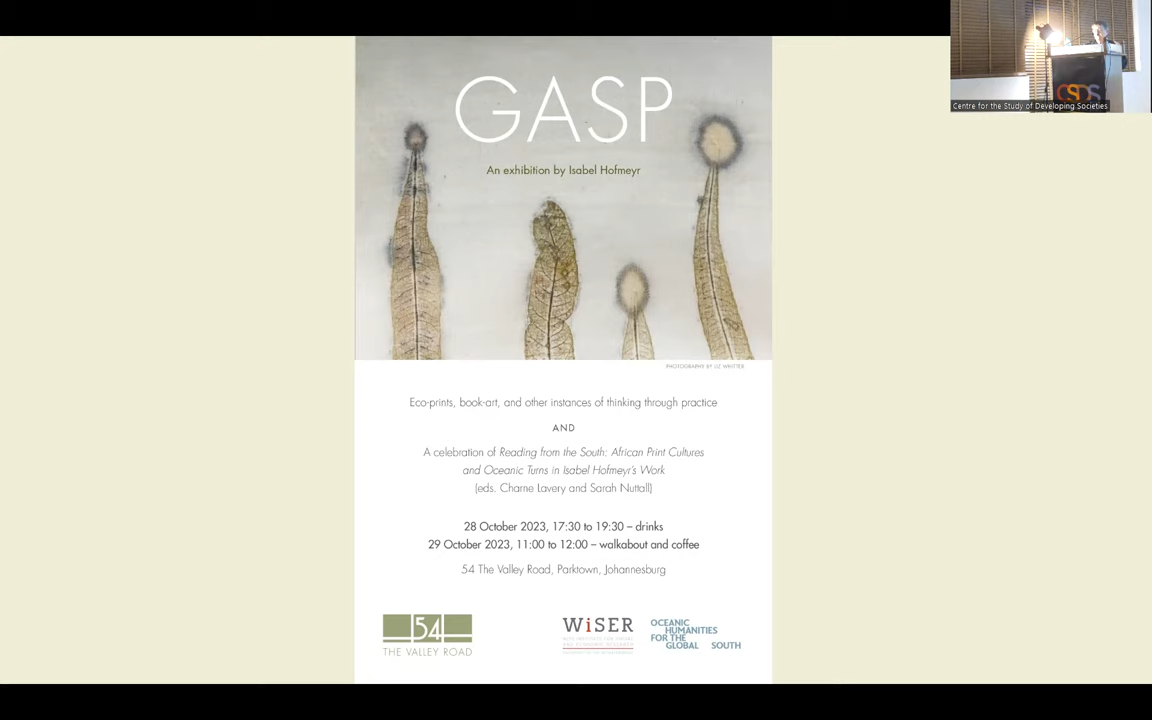 GASP
An exhibition by Isabel Hofmeyr
PHOTOGRAPHY BY LIZ WHITTER
Eco-prints, book-art, and other instances of thinking through practice
AND
A celebration of Reading from the South: African Print Cultures
and Oceanic Turns in Isabel Hofmeyr's Work
(eds. Charne Lavery and Sarah Nuttall)
28 October 2023, 17:30 to 19:30 – drinks
29 October 2023, 11:00 to 12:00 – walkabout and coffee
54 The Valley Road, Parktown, Johannesburg
54
THE VALLEY ROAD
WiSER
OCEANIC
HUMANITIES
FOR THE
GLOBAL SOUTH
CSDS
Centre for the Study of Developing Societies